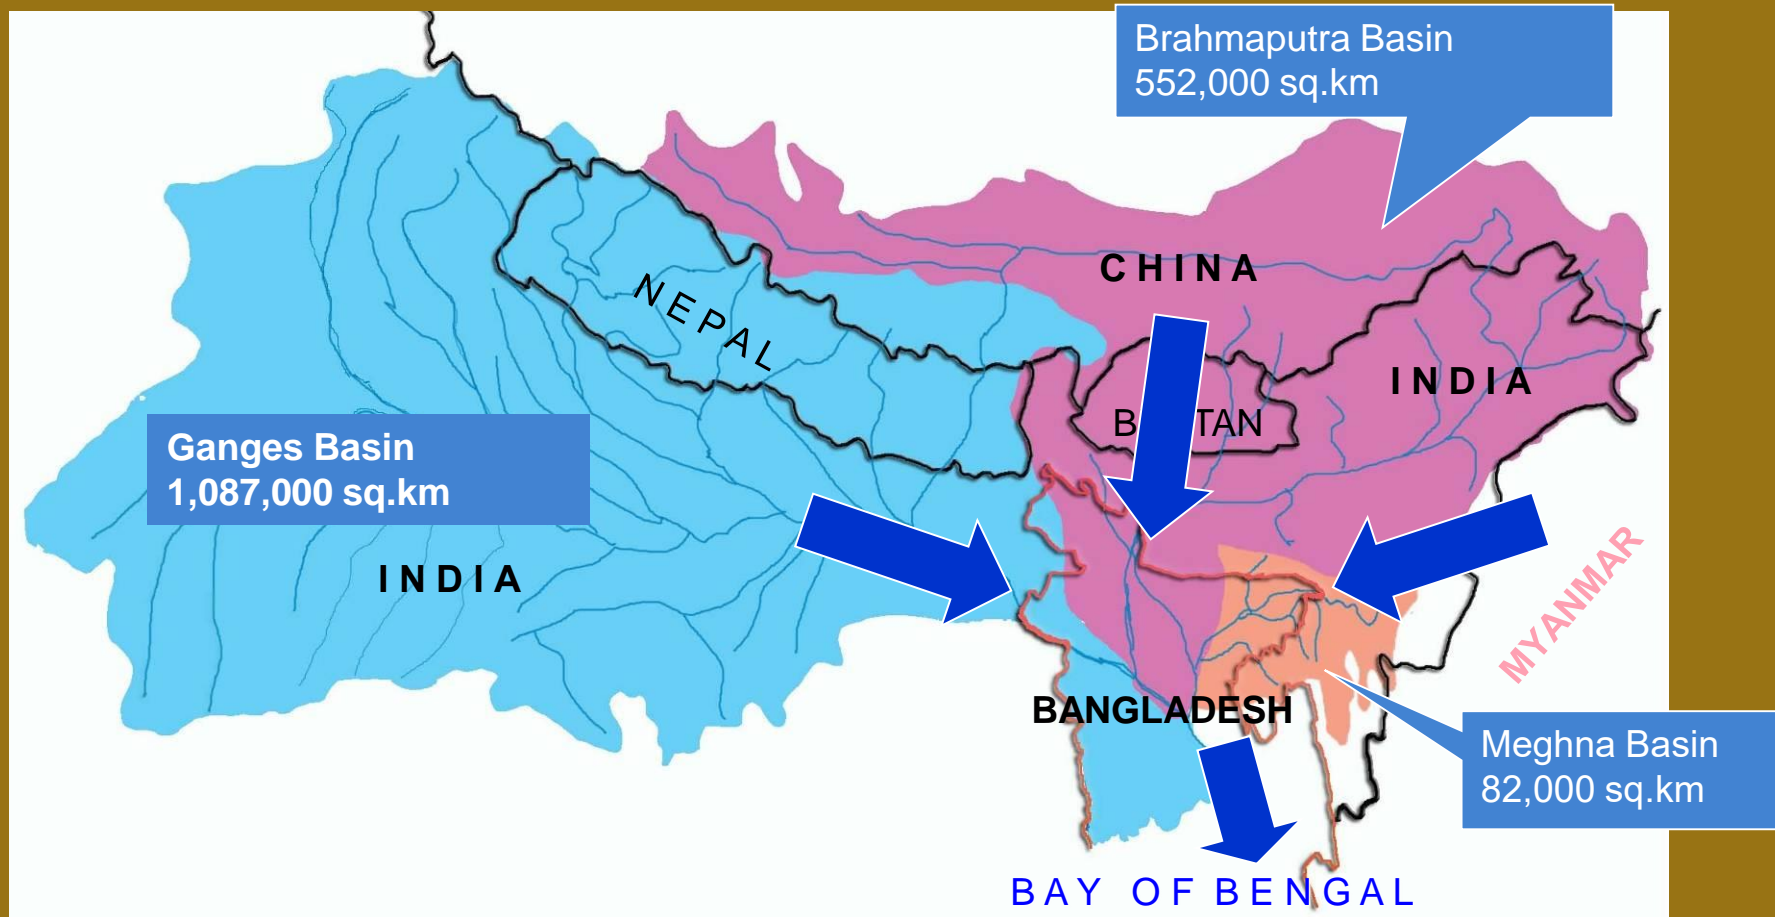 Brahmaputra Basin
552,000 sq.km
CHINA
NEPAL
INDIA
B TAN
Ganges Basin
1,087,000 sq.km
INDIA
MYANMAR
BANGLADESH
Meghna Basin
82,000 sq.km
BAY OF BENGAL